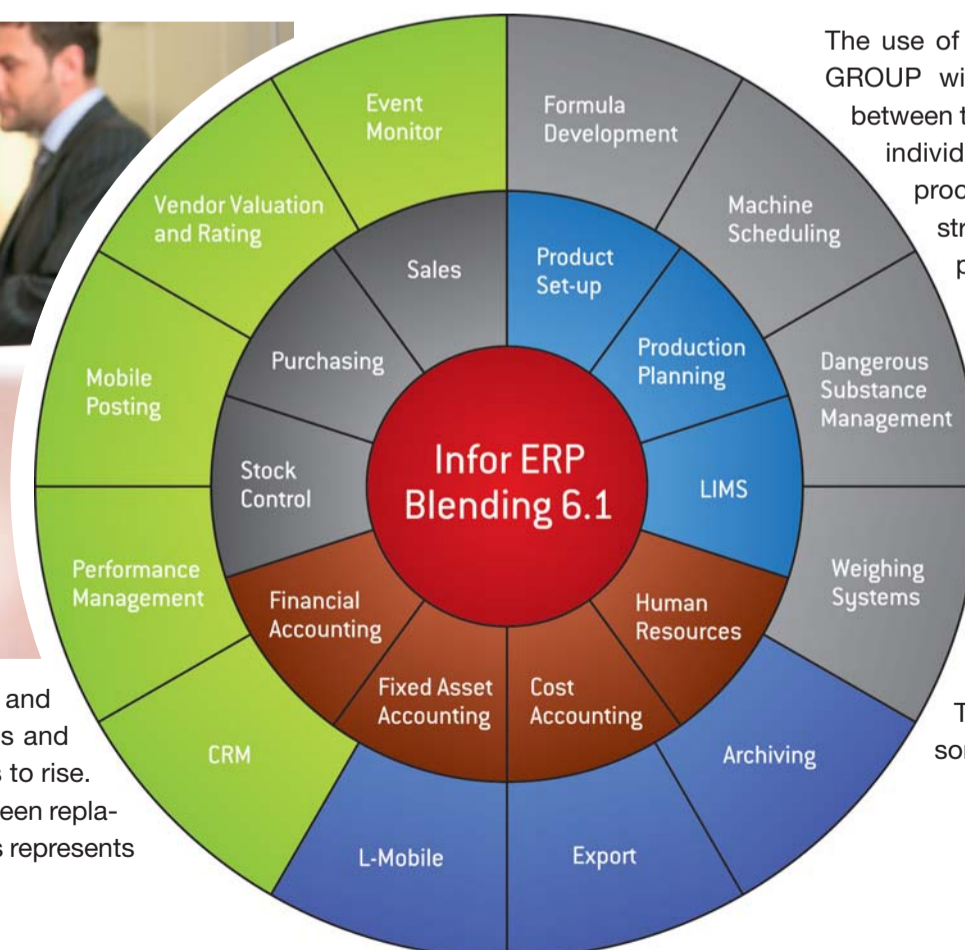 The use of
GROUP wi
between t
individ
proc
str
p
Event
Monitor
Formula
Development
Vendor Valuation
and Rating
Machine
Scheduling
Sales
Product
Set-up
Purchasing
Production
Planning
Mobile
Posting
Dangerous
Substance
Management
Stock
Control
Infor ERP
Blending 6.1
LIMS
Performance
Management
Weighing
Systems
Financial
Accounting
Human
Resources
Fixed Asset
Accounting
Cost
Accounting
CRM
Archiving
L-Mobile
Export
and
s and
s to rise.
een repla-
s represents
T
sor